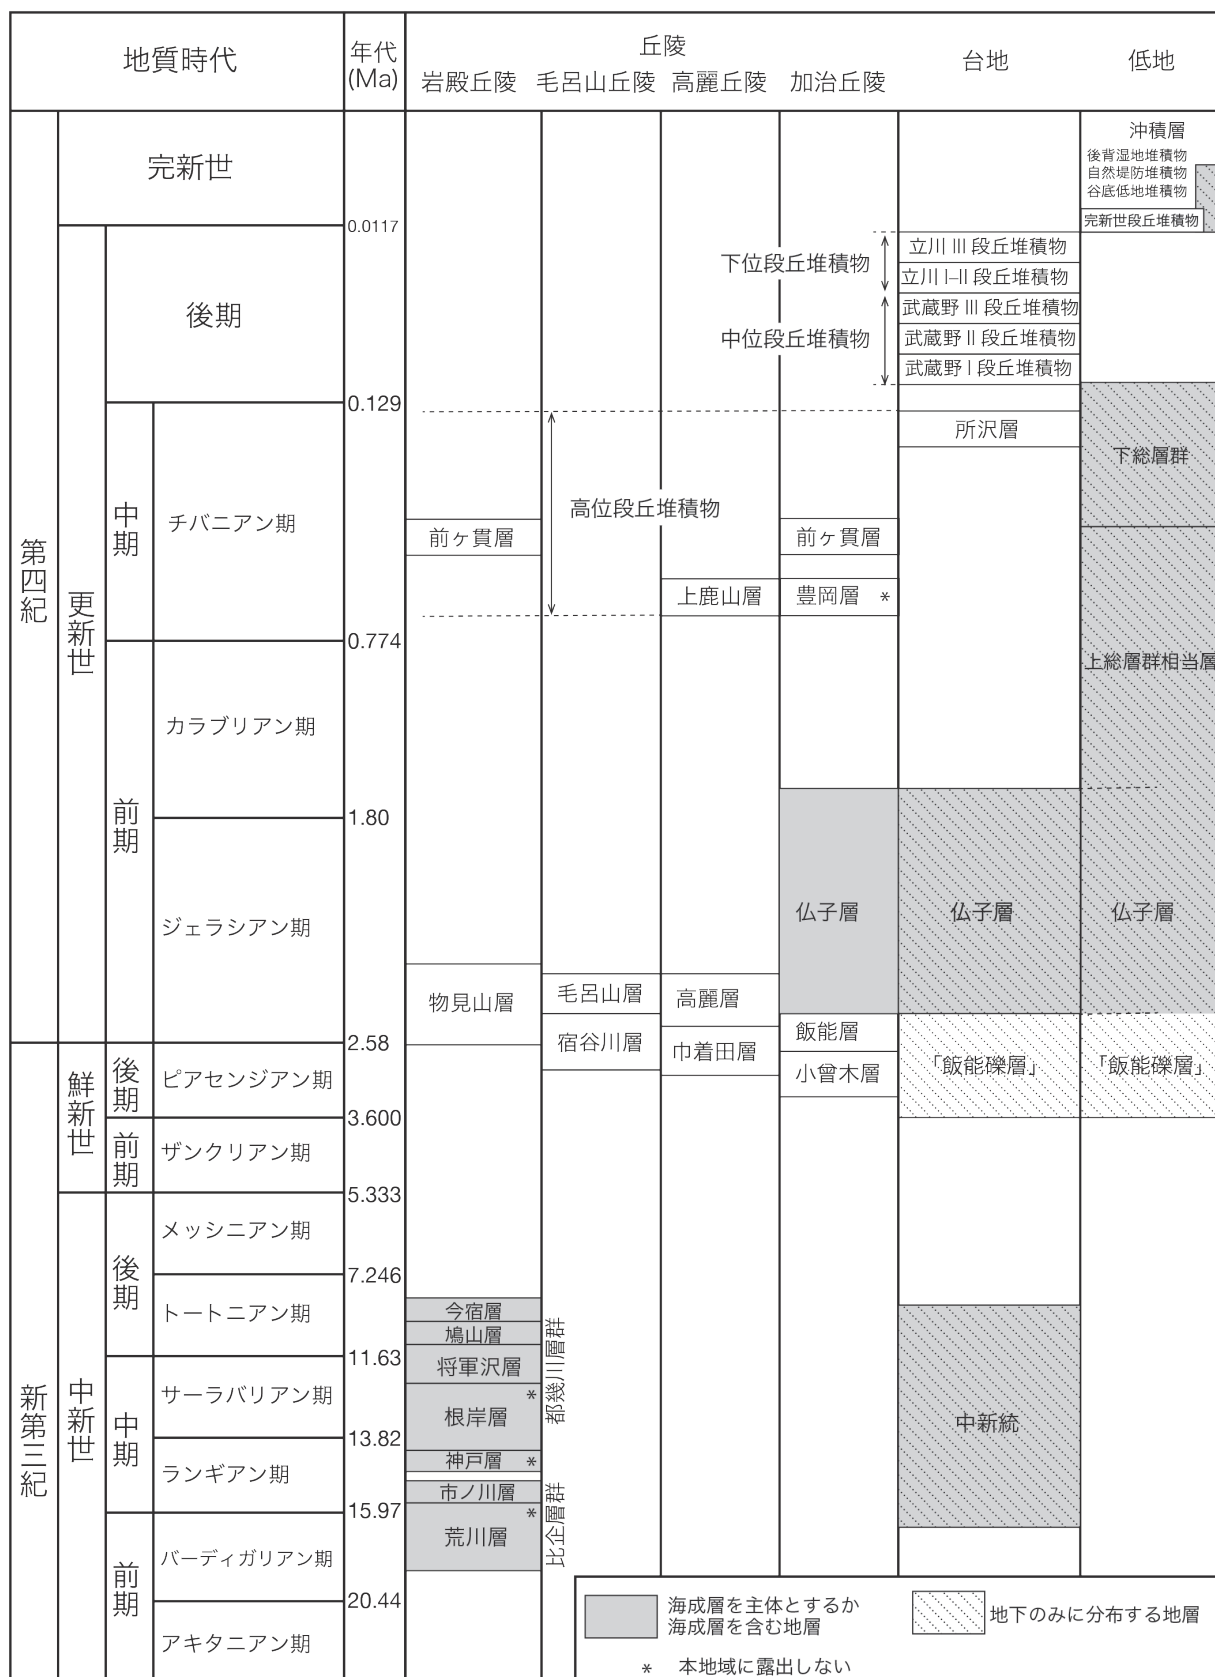 地質時代
年代
(Ma)
丘陵
岩殿丘陵
毛呂山丘陵
高麗丘陵
加治丘陵
台地
低地
第四紀
新第三紀
完新世
更新世
鮮新世
中新世
後期
中期
前期
後期
前期
後期
中期
前期
チバニアン期
カラブリアン期
ジェラシアン期
ピアセンジアン期
ザンクリアン期
メッシニアン期
トートニアン期
サーラバリアン期
ランギアン期
バーディガリアン期
アキタニアン期
0.0117
0.129
0.774
1.80
2.58
3.600
5.333
7.246
11.63
13.82
15.97
20.44
前ヶ貫層
物見山層
今宿層
鳩山層
将軍沢層
*
根岸層
神戸層 *
市ノ川層
*
荒川層
都幾川層群
比企層群
高位段丘堆積物
毛呂山層
宿谷川層
上鹿山層
高麗層
巾着田層
下位段丘堆積物
中位段丘堆積物
前ヶ貫層
豊岡層 *
仏子層
飯能層
小曾木層
立川 III 段丘堆積物
立川 I–II 段丘堆積物
武蔵野 III 段丘堆積物
武蔵野 II 段丘堆積物
武蔵野 I 段丘堆積物
所沢層
仏子層
「飯能礫層」
中新統
沖積層
後背湿地堆積物
自然堤防堆積物
谷底低地堆積物
完新世段丘堆積物
下総層群
上総層群相当層
仏子層
「飯能礫層」
海成層を主体とするか
海成層を含む地層
地下のみに分布する地層
* 本地域に露出しない